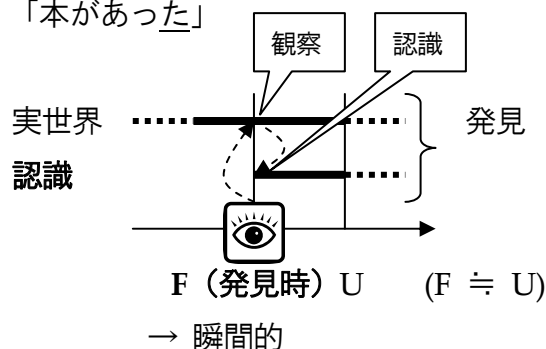 「本があった」
観察 認識
実世界 発見
認識
F（発見時）U (F ≒ U)
→ 瞬間的